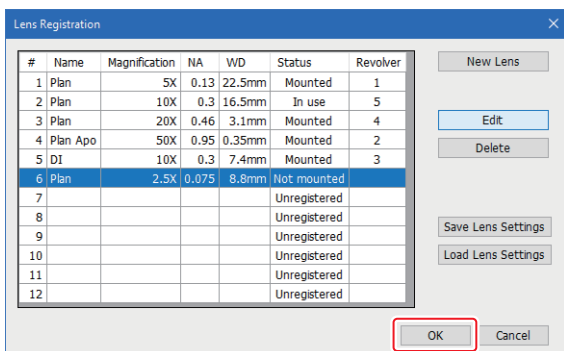 Lens Registration
# Name Magnification NA WD Status Revolver
1 Plan 5X 0.13 22.5mm Mounted 1
2 Plan 10X 0.3 16.5mm In use 5
3 Plan 20X 0.46 3.1mm Mounted 4
4 Plan Apo 50X 0.95 0.35mm Mounted 2
5 DI 10X 0.3 7.4mm Mounted 3
6 Plan 2.5X 0.075 8.8mm Not mounted
7 Unregistered
8 Unregistered
9 Unregistered
10 Unregistered
11 Unregistered
12 Unregistered
New Lens
Edit
Delete
Save Lens Settings
Load Lens Settings
OK Cancel